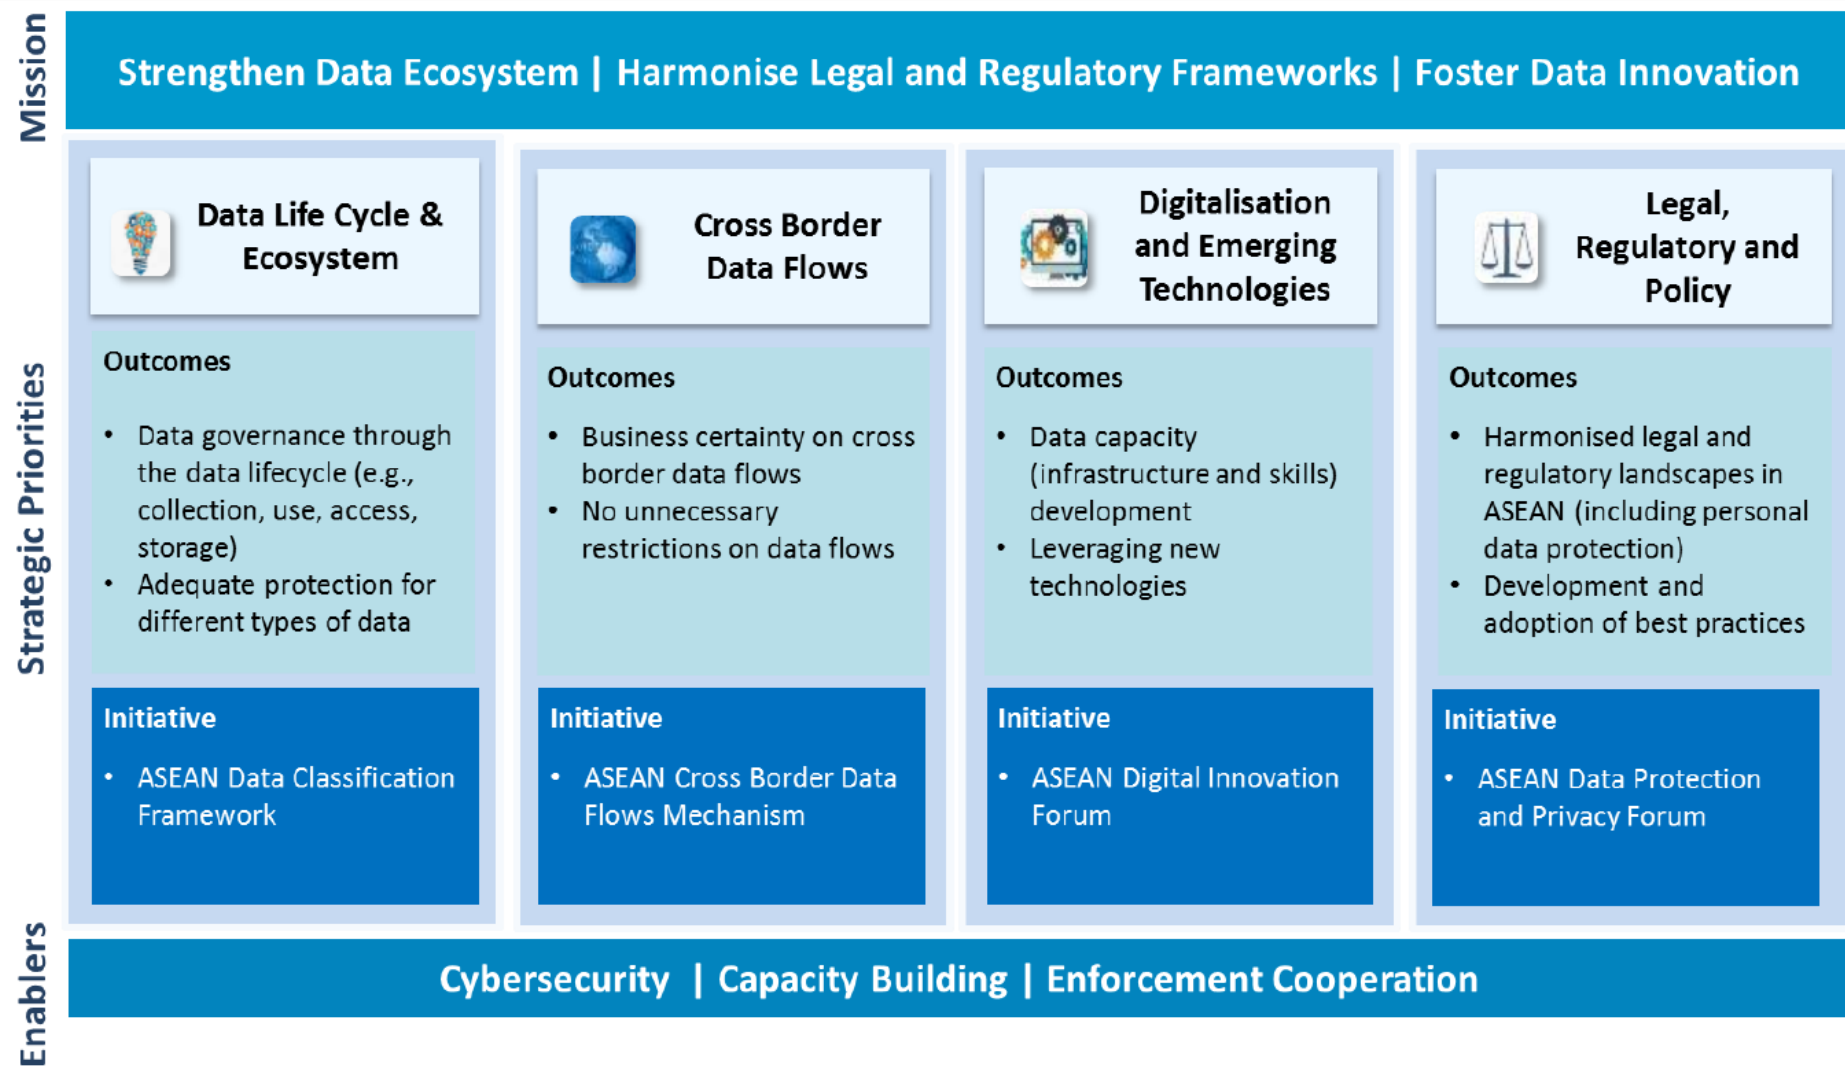 Mission
Strengthen Data Ecosystem | Harmonise Legal and Regulatory Frameworks | Foster Data Innovation
Strategic Priorities
Data Life Cycle &
Ecosystem
Outcomes
• Data governance through
the data lifecycle (e.g.,
collection, use, access,
storage)
• Adequate protection for
different types of data
Initiative
• ASEAN Data Classification
Framework
Cross Border
Data Flows
Outcomes
• Business certainty on cross
border data flows
• No unnecessary
restrictions on data flows
Initiative
• ASEAN Cross Border Data
Flows Mechanism
Digitalisation
and Emerging
Technologies
Outcomes
• Data capacity
(infrastructure and skills)
development
• Leveraging new
technologies
Initiative
• ASEAN Digital Innovation
Forum
Legal,
Regulatory and
Policy
Outcomes
• Harmonised legal and
regulatory landscapes in
ASEAN (including personal
data protection)
• Development and
adoption of best practices
Initiative
• ASEAN Data Protection
and Privacy Forum
Enablers
Cybersecurity | Capacity Building | Enforcement Cooperation